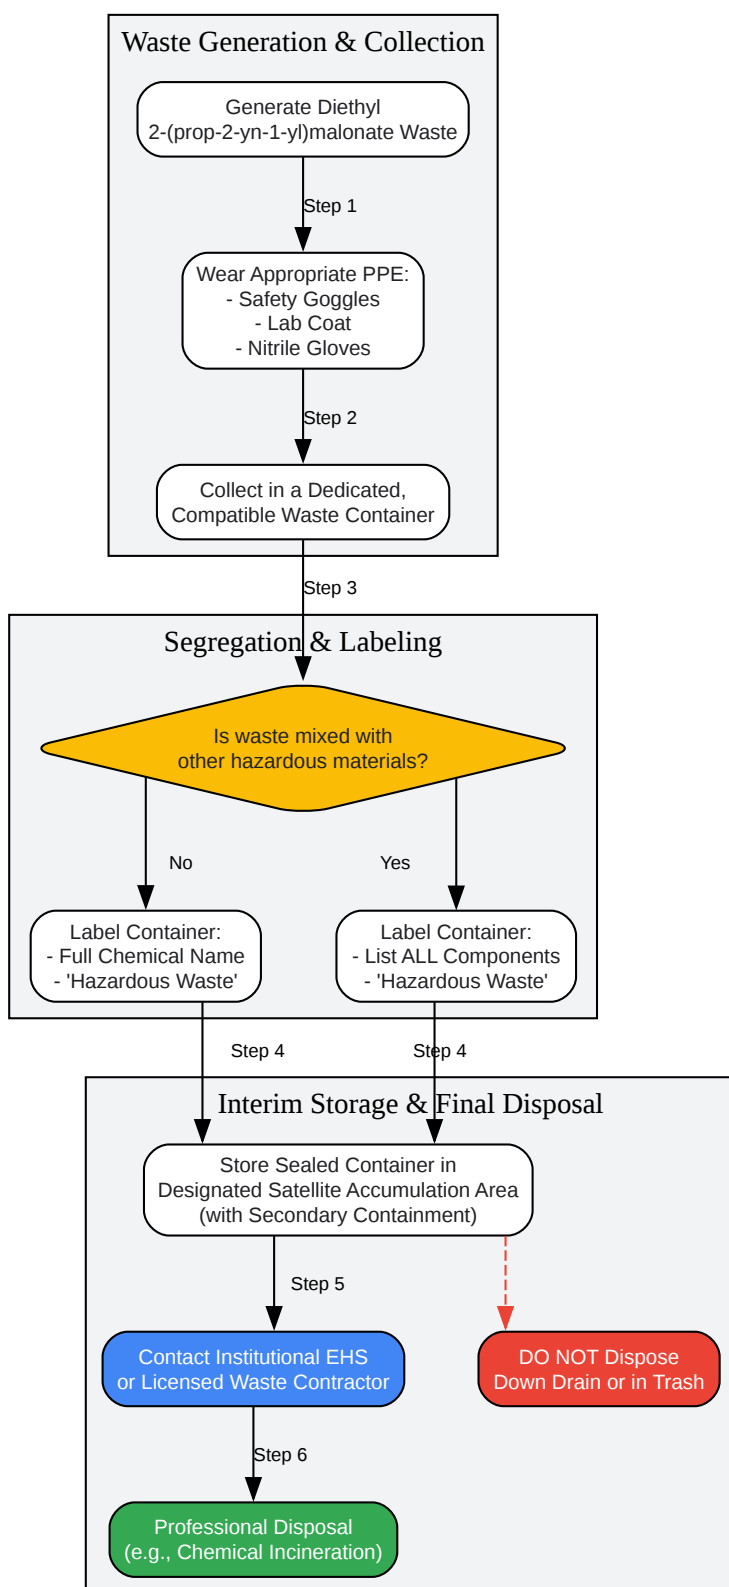 Waste Generation & Collection
Generate Diethyl
2-(prop-2-yn-1-yl)malonate Waste
Step 1
Wear Appropriate PPE:
- Safety Goggles
- Lab Coat
- Nitrile Gloves
Step 2
Collect in a Dedicated,
Compatible Waste Container
Step 3
Segregation & Labeling
Is waste mixed with
other hazardous materials?
No
Yes
Label Container:
- Full Chemical Name
- 'Hazardous Waste'
Label Container:
- List ALL Components
- 'Hazardous Waste'
Step 4
Step 4
Interim Storage & Final Disposal
Store Sealed Container in
Designated Satellite Accumulation Area
(with Secondary Containment)
Step 5
Contact Institutional EHS
or Licensed Waste Contractor
DO NOT Dispose
Down Drain or in Trash
Step 6
Professional Disposal
(e.g., Chemical Incineration)